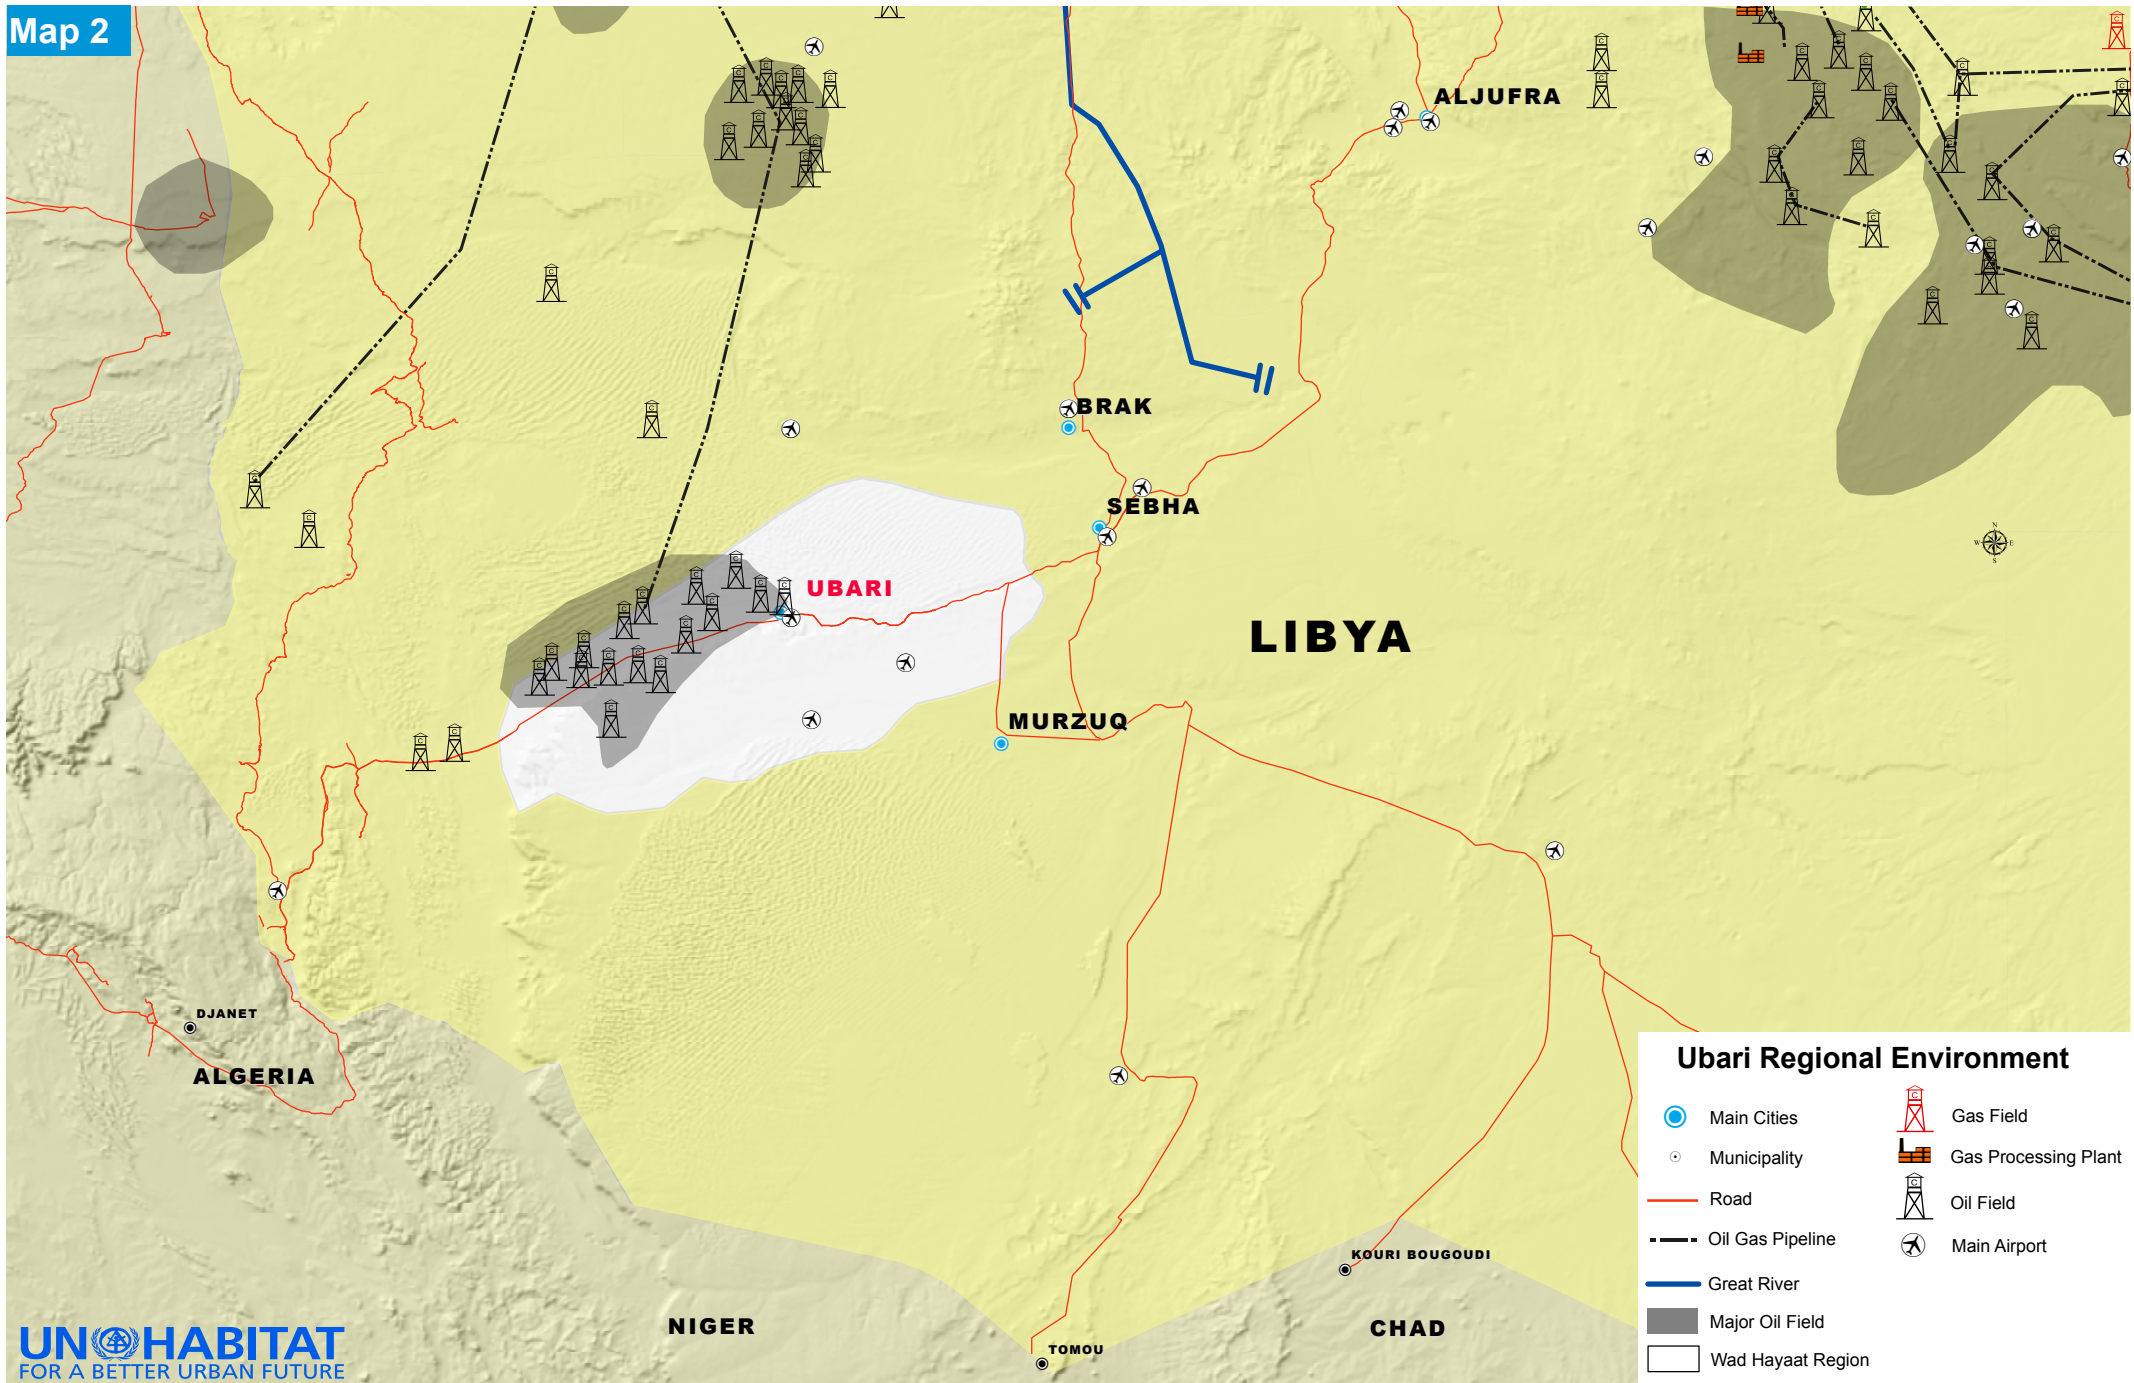 Map 2
ALJUFRA
BRAK
SEBHA
UBARI
LIBYA
MURZUQ
N
W
E
S
DJANET
ALGERIA
KOURI BOUGOUDI
NIGER
CHAD
TOMOU
UN HABITAT
FOR A BETTER URBAN FUTURE
Ubari Regional Environment
Main Cities
Municipality
Road
Oil Gas Pipeline
Great River
Major Oil Field
Wad Hayaat Region
C
Gas Field
Gas Processing Plant
C
Oil Field
Main Airport